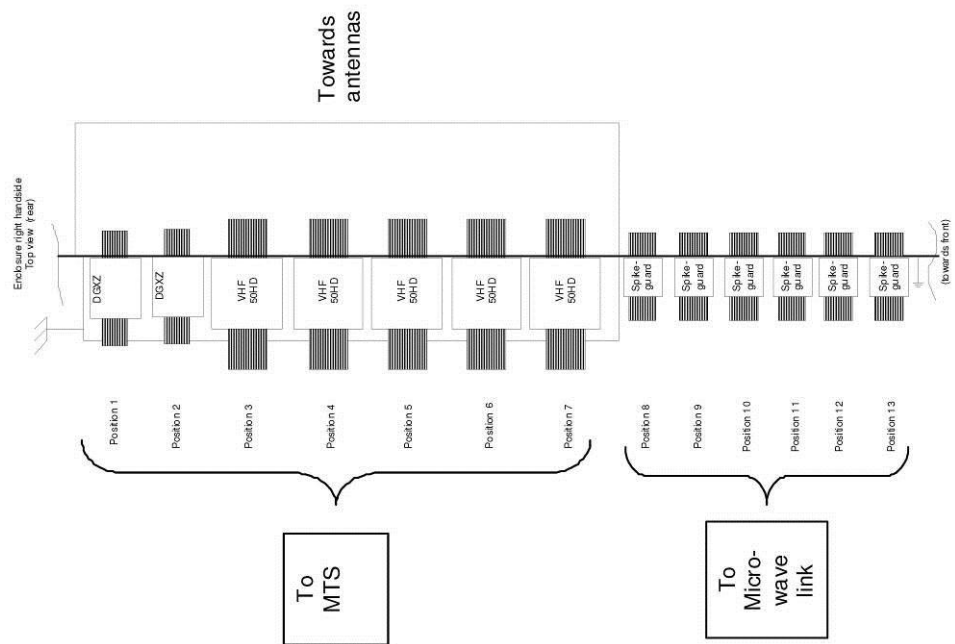 Enclosure right handside
Top view (rear)
Towards
antennas
DGXZ
DGXZ
VHF
50HD
VHF
50HD
VHF
50HD
VHF
50HD
VHF
50HD
Spike-
guard
Spike-
guard
Spike-
guard
Spike-
guard
Spike-
guard
Spike-
guard
(towards front)
Position 1
Position 2
Position 3
Position 4
Position 5
Position 6
Position 7
Position 8
Position 9
Position 10
Position 11
Position 12
Position 13
To
MTS
To
Micro-
wave
link